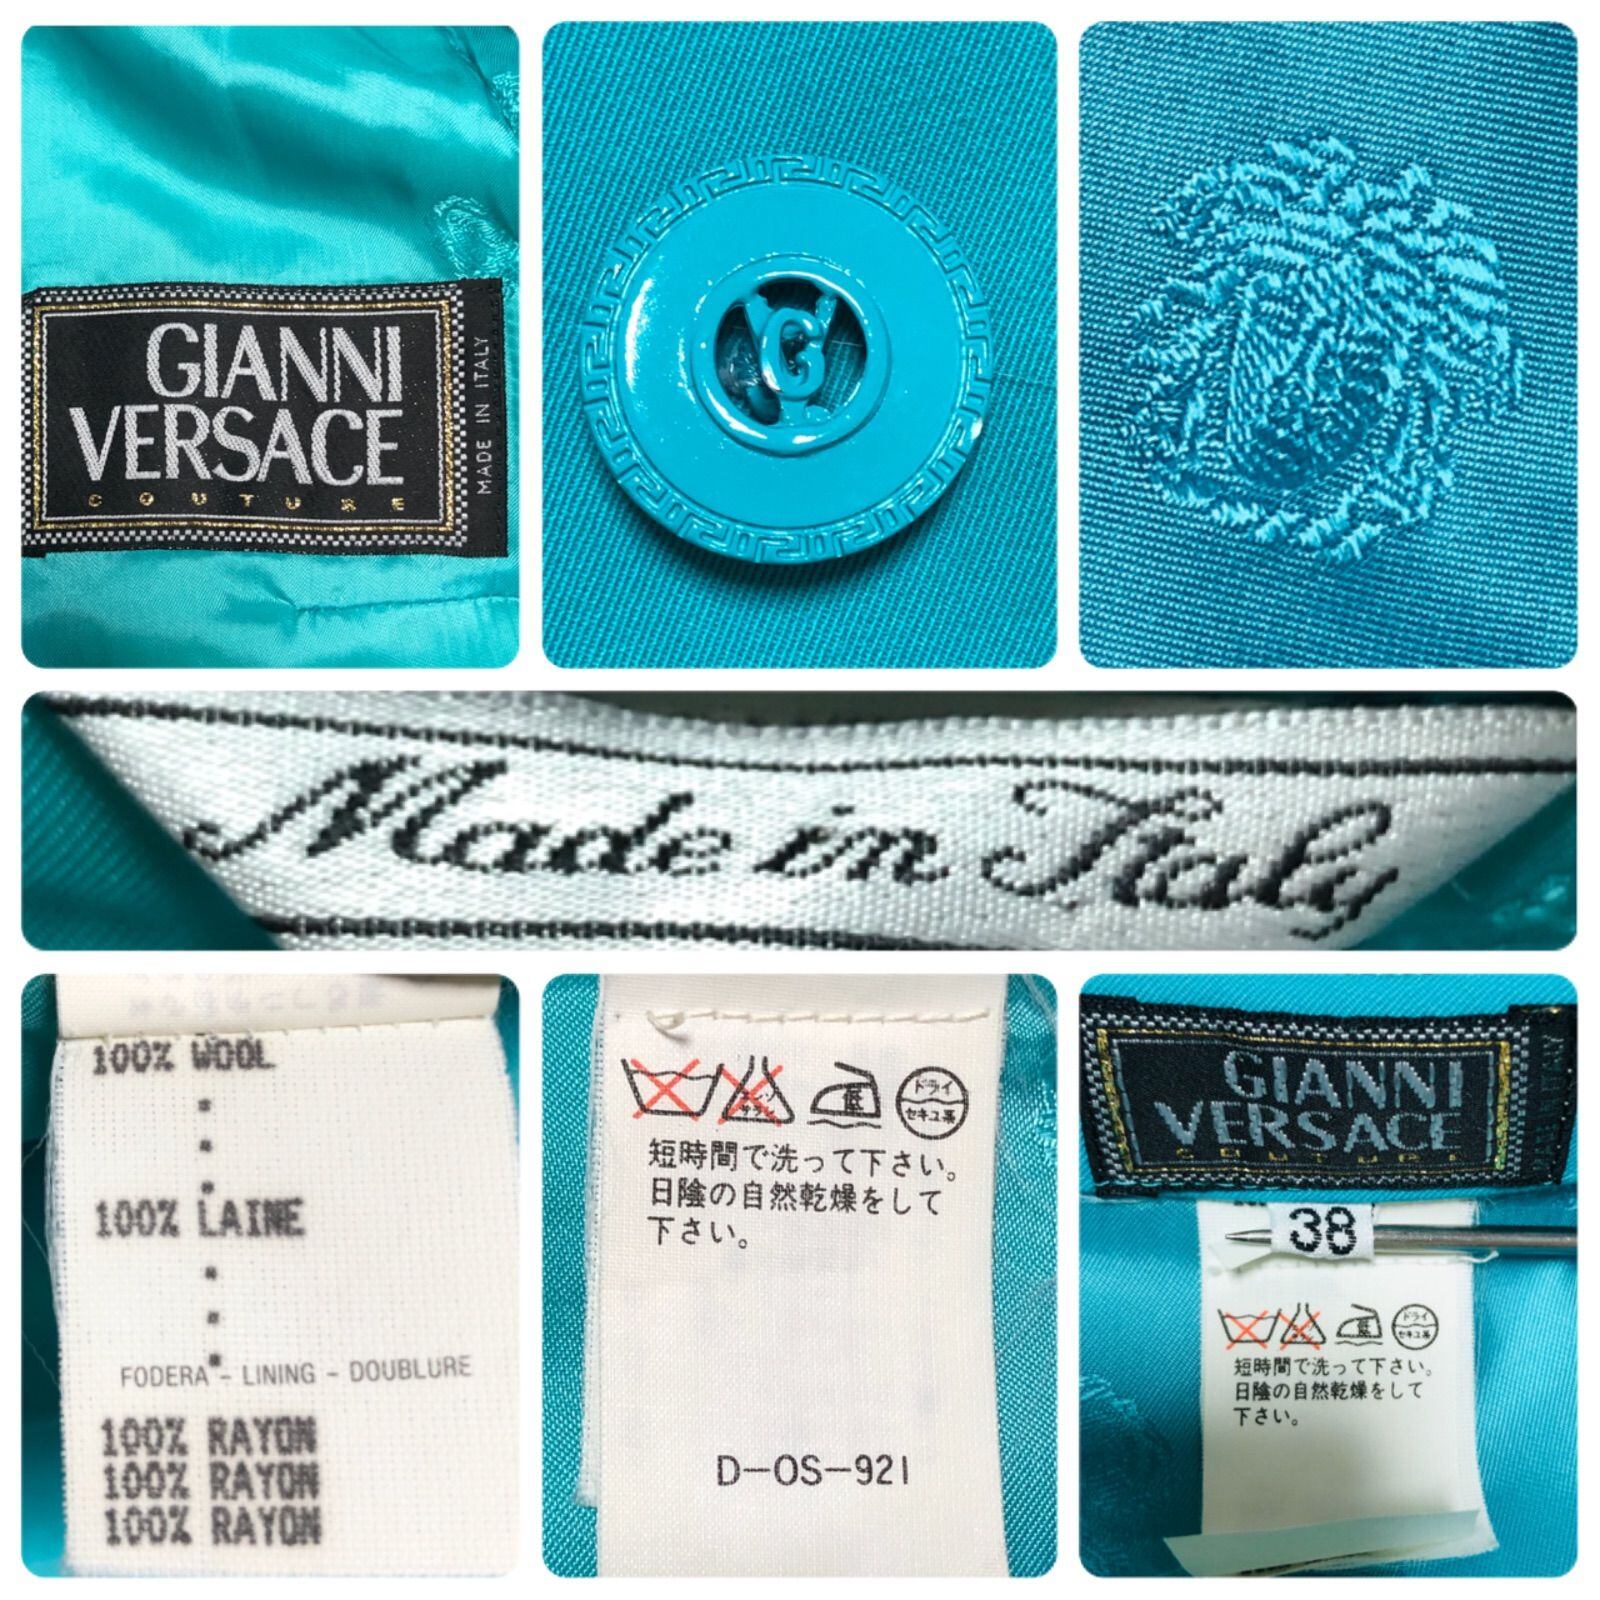 GIANNI
VERSACE
COUTURE
MADE IN ITALY
Made in Italy
100% WOOL
100% LAINE
FODERA - LINING - DOUBLURE
100% RAYON
100% RAYON
100% RAYON
ドライ
セキユ系
短時間で洗って下さい。
日陰の自然乾燥をして
下さい。
D-OS-921
GIANNI
VERSACE
COUTURE
MADE IN ITALY
38
ドライ
セキユ系
短時間で洗って下さい。
日陰の自然乾燥をして
下さい。